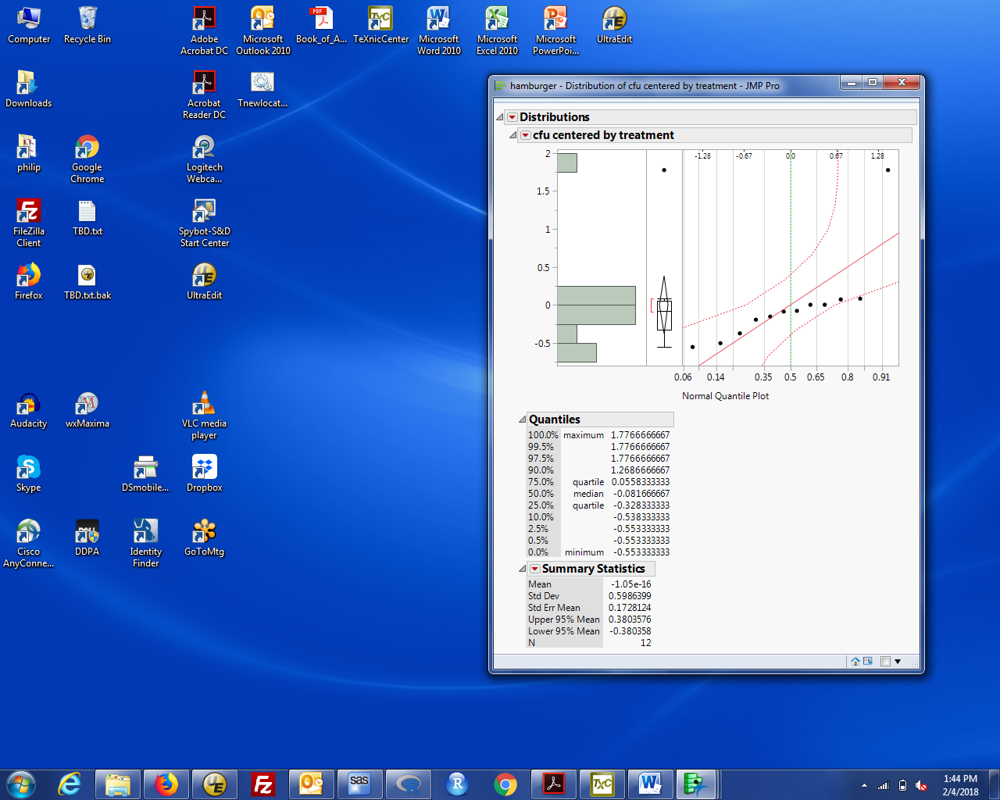 Computer
Recycle Bin
Adobe
Acrobat DC
Microsoft
Outlook 2010
Book_of_A...
TeXnicCenter
Microsoft
Word 2010
Microsoft
Excel 2010
Microsoft
PowerPoi...
UltraEdit
Downloads
Acrobat
Reader DC
Tnewlocat...
philip
Google
Chrome
Logitech
Webca...
FileZilla
Client
TBD.txt
Spybot-S&D
Start Center
Firefox
TBD.txt.bak
UltraEdit
Audacity
wxMaxima
VLC media
player
Skype
DSmobile...
Dropbox
Cisco
AnyConne...
DDPA
Identity
Finder
GoToMtg
hamburger - Distribution of cfu centered by treatment - JMP Pro
Distributions
cfu centered by treatment
2
1.5
1
0.5
0
-0.5
-1.28 -0.67 0.0 0.67 1.28
0.06 0.14 0.35 0.5 0.65 0.8 0.91
Normal Quantile Plot
Quantiles
100.0% maximum 1.7766666667
99.5% 1.7766666667
97.5% 1.7766666667
90.0% 1.2686666667
75.0% quartile 0.0558333333
50.0% median -0.081666667
25.0% quartile -0.328333333
10.0% -0.538333333
2.5% -0.553333333
0.5% -0.553333333
0.0% minimum -0.553333333
Summary Statistics
Mean -1.05e-16
Std Dev 0.5986399
Std Err Mean 0.1728124
Upper 95% Mean 0.3803576
Lower 95% Mean -0.380358
N 12
1:44 PM
2/4/2018